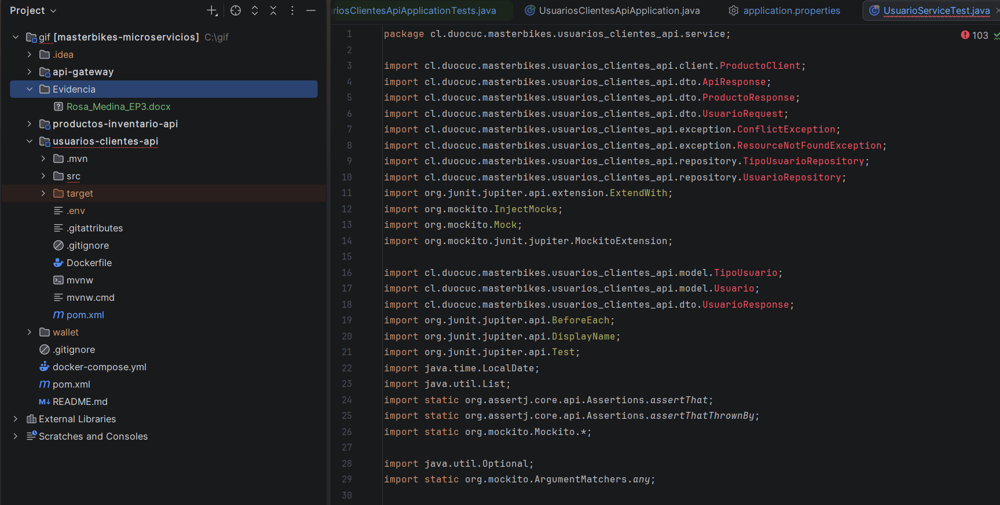 Project
riosClientesApiApplicationTests.java
UsuariosClientesApiApplication.java
application.properties
UsuarioServiceTest.java
gif [masterbikes-microservicios] C:\gif
.idea
api-gateway
Evidencia
Rosa_Medina_EP3.docx
productos-inventario-api
usuarios-clientes-api
.mvn
src
target
.env
.gitattributes
.gitignore
Dockerfile
mvnw
mvnw.cmd
pom.xml
wallet
.gitignore
docker-compose.yml
pom.xml
README.md
External Libraries
Scratches and Consoles
103
1 package cl.duocuc.masterbikes.usuarios_clientes_api.service;
2
3 import cl.duocuc.masterbikes.usuarios_clientes_api.client.ProductoClient;
4 import cl.duocuc.masterbikes.usuarios_clientes_api.dto.ApiResponse;
5 import cl.duocuc.masterbikes.usuarios_clientes_api.dto.ProductoResponse;
6 import cl.duocuc.masterbikes.usuarios_clientes_api.dto.UsuarioRequest;
7 import cl.duocuc.masterbikes.usuarios_clientes_api.exception.ConflictException;
8 import cl.duocuc.masterbikes.usuarios_clientes_api.exception.ResourceNotFoundException;
9 import cl.duocuc.masterbikes.usuarios_clientes_api.repository.TipoUsuarioRepository;
10 import cl.duocuc.masterbikes.usuarios_clientes_api.repository.UsuarioRepository;
11 import org.junit.jupiter.api.extension.ExtendWith;
12 import org.mockito.InjectMocks;
13 import org.mockito.Mock;
14 import org.mockito.junit.jupiter.MockitoExtension;
15
16 import cl.duocuc.masterbikes.usuarios_clientes_api.model.TipoUsuario;
17 import cl.duocuc.masterbikes.usuarios_clientes_api.model.Usuario;
18 import cl.duocuc.masterbikes.usuarios_clientes_api.dto.UsuarioResponse;
19 import org.junit.jupiter.api.BeforeEach;
20 import org.junit.jupiter.api.DisplayName;
21 import org.junit.jupiter.api.Test;
22 import java.time.LocalDate;
23 import java.util.List;
24 import static org.assertj.core.api.Assertions.assertThat;
25 import static org.assertj.core.api.Assertions.assertThatThrownBy;
26 import static org.mockito.Mockito.*;
27
28 import java.util.Optional;
29 import static org.mockito.ArgumentMatchers.any;
30